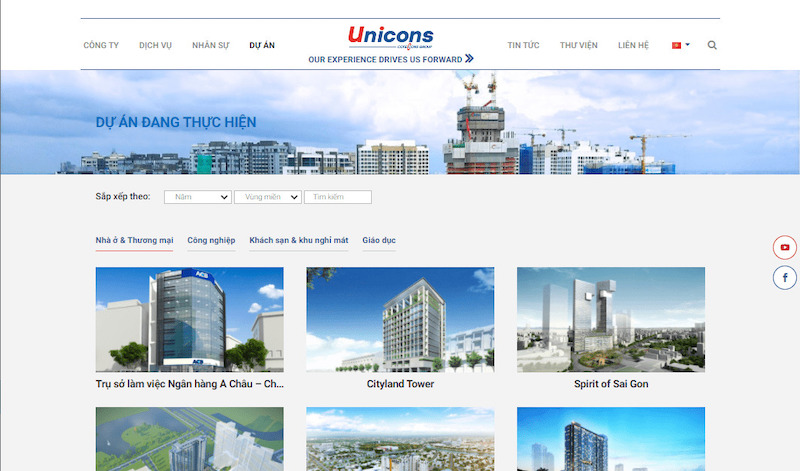 Unicons
COTECCONS GROUP
CÔNG TY DỊCH VỤ NHÂN SỰ DỰ ÁN
TIN TỨC THƯ VIỆN LIÊN HỆ
OUR EXPERIENCE DRIVES US FORWARD »
DỰ ÁN ĐANG THỰC HIỆN
Sắp xếp theo: Năm Vùng miền Tìm kiếm
Nhà ở & Thương mại Công nghiệp Khách sạn & khu nghỉ mát Giáo dục
ACB
ACB
Trụ sở làm việc Ngân hàng Á Châu – Ch...
Cityland Tower
Spirit of Sai Gon